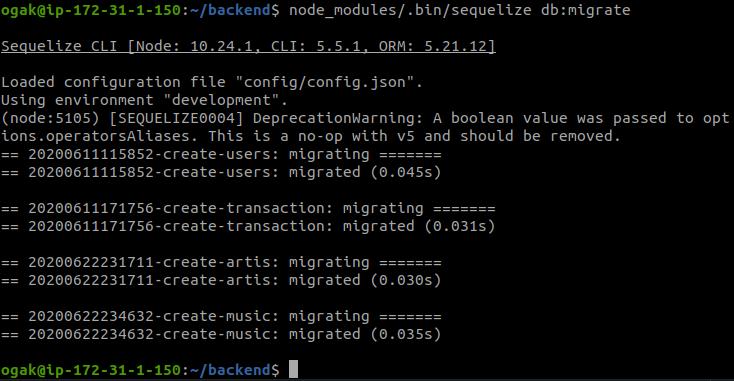 ogak@ip-172-31-1-150:~/backend$ node_modules/.bin/sequelize db:migrate
Sequelize CLI [Node: 10.24.1, CLI: 5.5.1, ORM: 5.21.12]
Loaded configuration file "config/config.json".
Using environment "development".
(node:5105) [SEQUELIZE0004] DeprecationWarning: A boolean value was passed to opt
ions.operatorsAliases. This is a no-op with v5 and should be removed.
== 20200611115852-create-users: migrating =======
== 20200611115852-create-users: migrated (0.045s)
== 20200611171756-create-transaction: migrating =======
== 20200611171756-create-transaction: migrated (0.031s)
== 20200622231711-create-artis: migrating =======
== 20200622231711-create-artis: migrated (0.030s)
== 20200622234632-create-music: migrating =======
== 20200622234632-create-music: migrated (0.035s)
ogak@ip-172-31-1-150:~/backend$